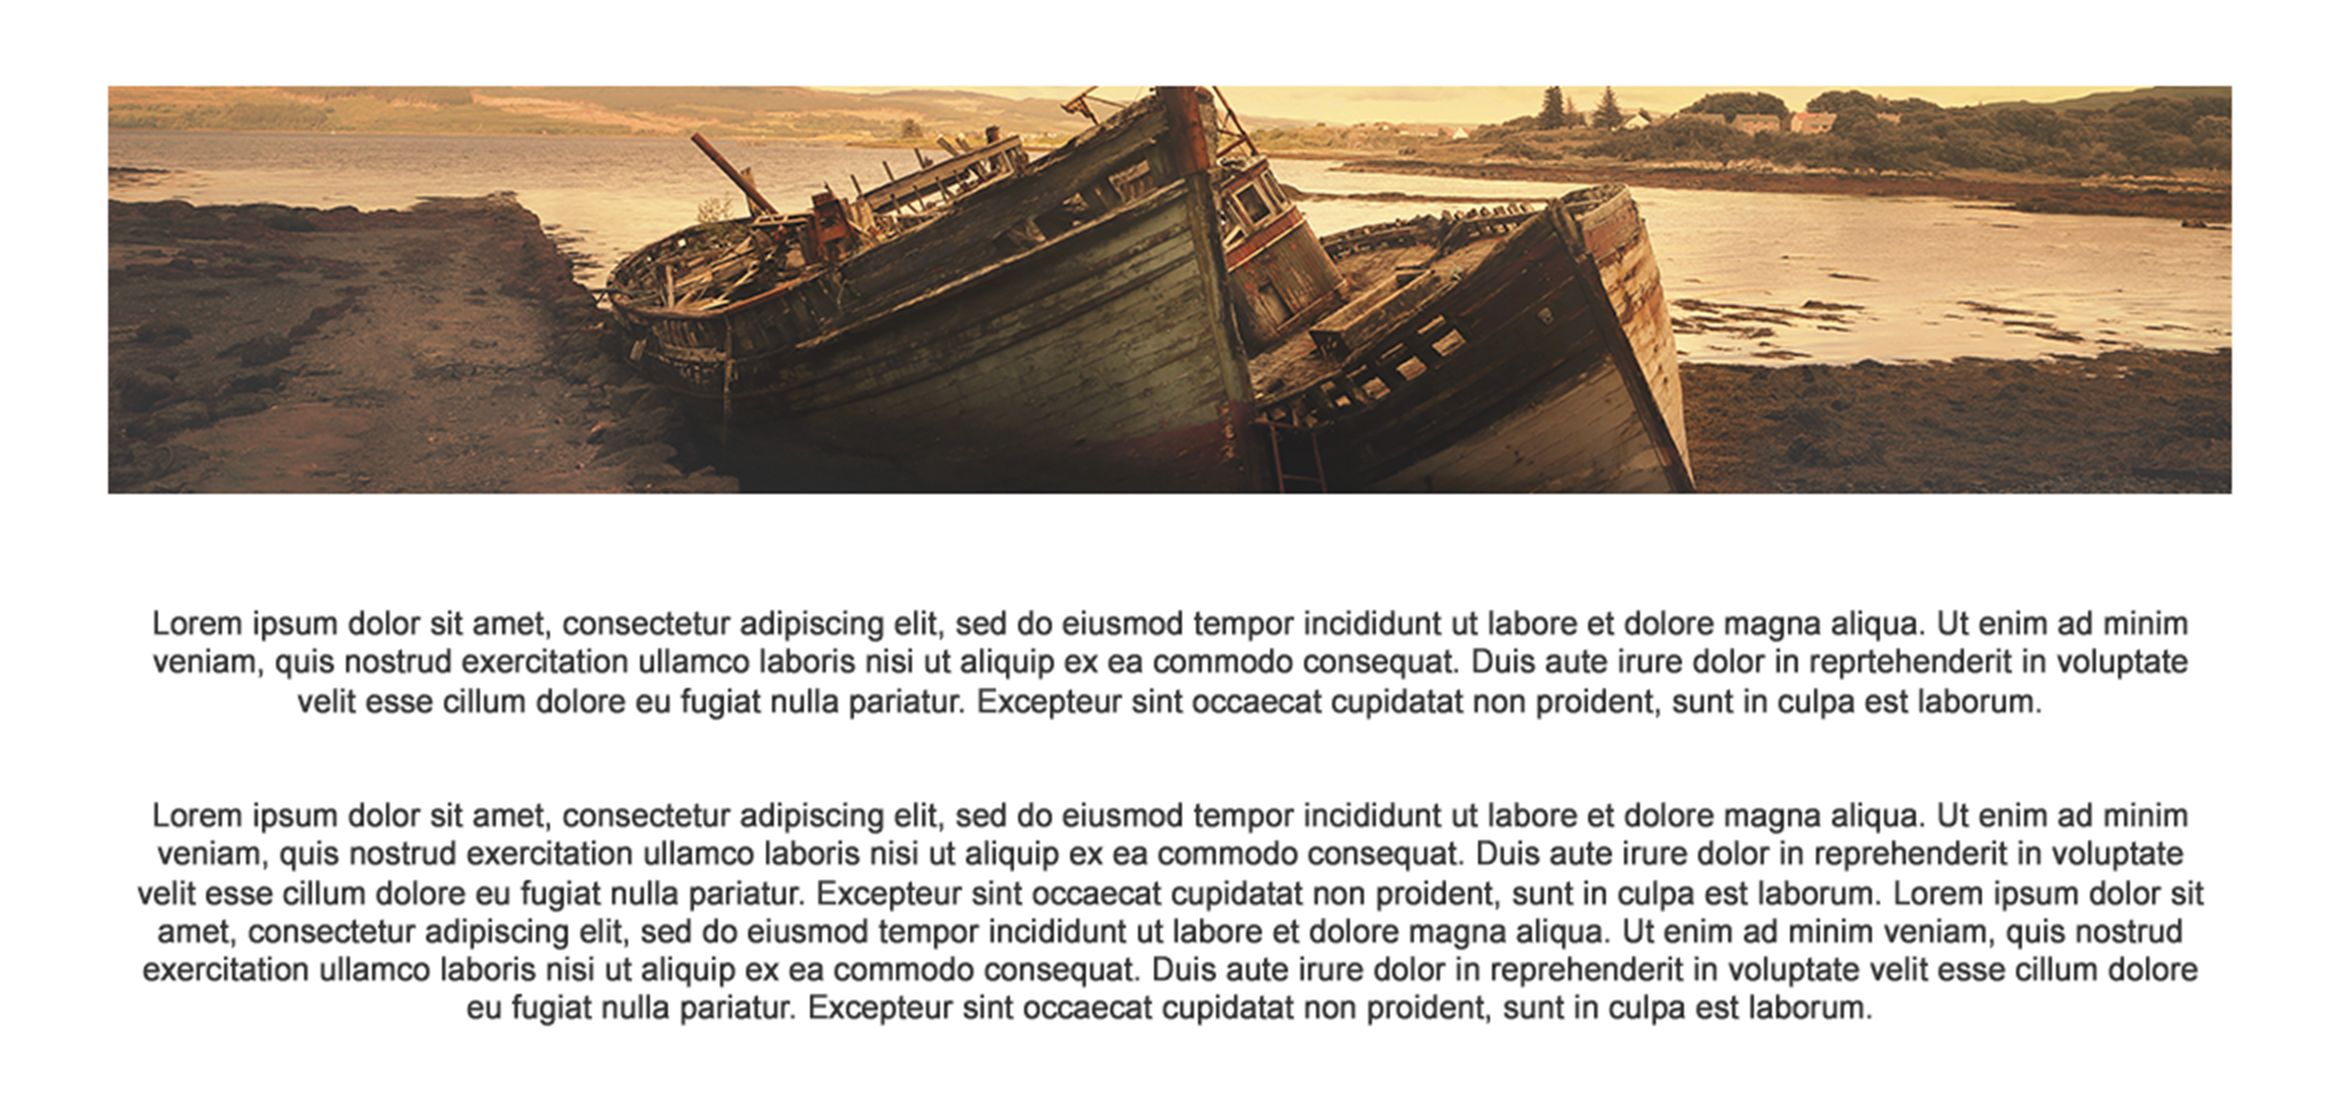 Lorem ipsum dolor sit amet, consectetur adipiscing elit, sed do eiusmod tempor incididunt ut labore et dolore magna aliqua. Ut enim ad minim
veniam, quis nostrud exercitation ullamco laboris nisi ut aliquip ex ea commodo consequat. Duis aute irure dolor in reprtehenderit in voluptate
velit esse cillum dolore eu fugiat nulla pariatur. Excepteur sint occaecat cupidatat non proident, sunt in culpa est laborum.
Lorem ipsum dolor sit amet, consectetur adipiscing elit, sed do eiusmod tempor incididunt ut labore et dolore magna aliqua. Ut enim ad minim
veniam, quis nostrud exercitation ullamco laboris nisi ut aliquip ex ea commodo consequat. Duis aute irure dolor in reprehenderit in voluptate
velit esse cillum dolore eu fugiat nulla pariatur. Excepteur sint occaecat cupidatat non proident, sunt in culpa est laborum. Lorem ipsum dolor sit
amet, consectetur adipiscing elit, sed do eiusmod tempor incididunt ut labore et dolore magna aliqua. Ut enim ad minim veniam, quis nostrud
exercitation ullamco laboris nisi ut aliquip ex ea commodo consequat. Duis aute irure dolor in reprehenderit in voluptate velit esse cillum dolore
eu fugiat nulla pariatur. Excepteur sint occaecat cupidatat non proident, sunt in culpa est laborum.